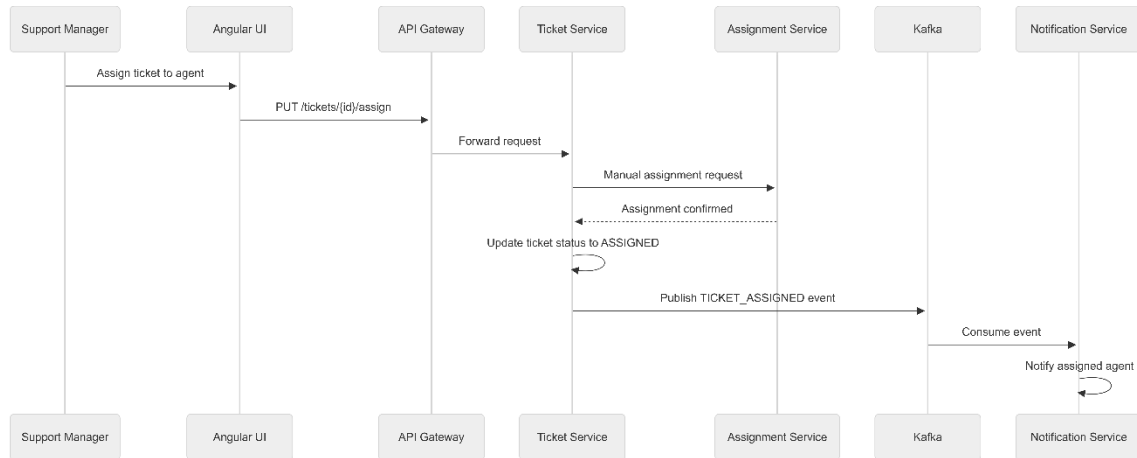 Support Manager
Angular UI
API Gateway
Ticket Service
Assignment Service
Kafka
Notification Service
Assign ticket to agent
PUT /tickets/{id}/assign
Forward request
Manual assignment request
Assignment confirmed
Update ticket status to ASSIGNED
Publish TICKET_ASSIGNED event
Consume event
Notify assigned agent
Support Manager
Angular UI
API Gateway
Ticket Service
Assignment Service
Kafka
Notification Service